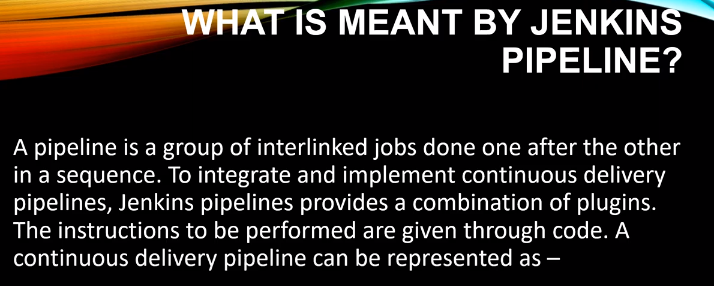 WHAT IS MEANT BY JENKINS
PIPELINE?
A pipeline is a group of interlinked jobs done one after the other
in a sequence. To integrate and implement continuous delivery
pipelines, Jenkins pipelines provides a combination of plugins.
The instructions to be performed are given through code. A
continuous delivery pipeline can be represented as –